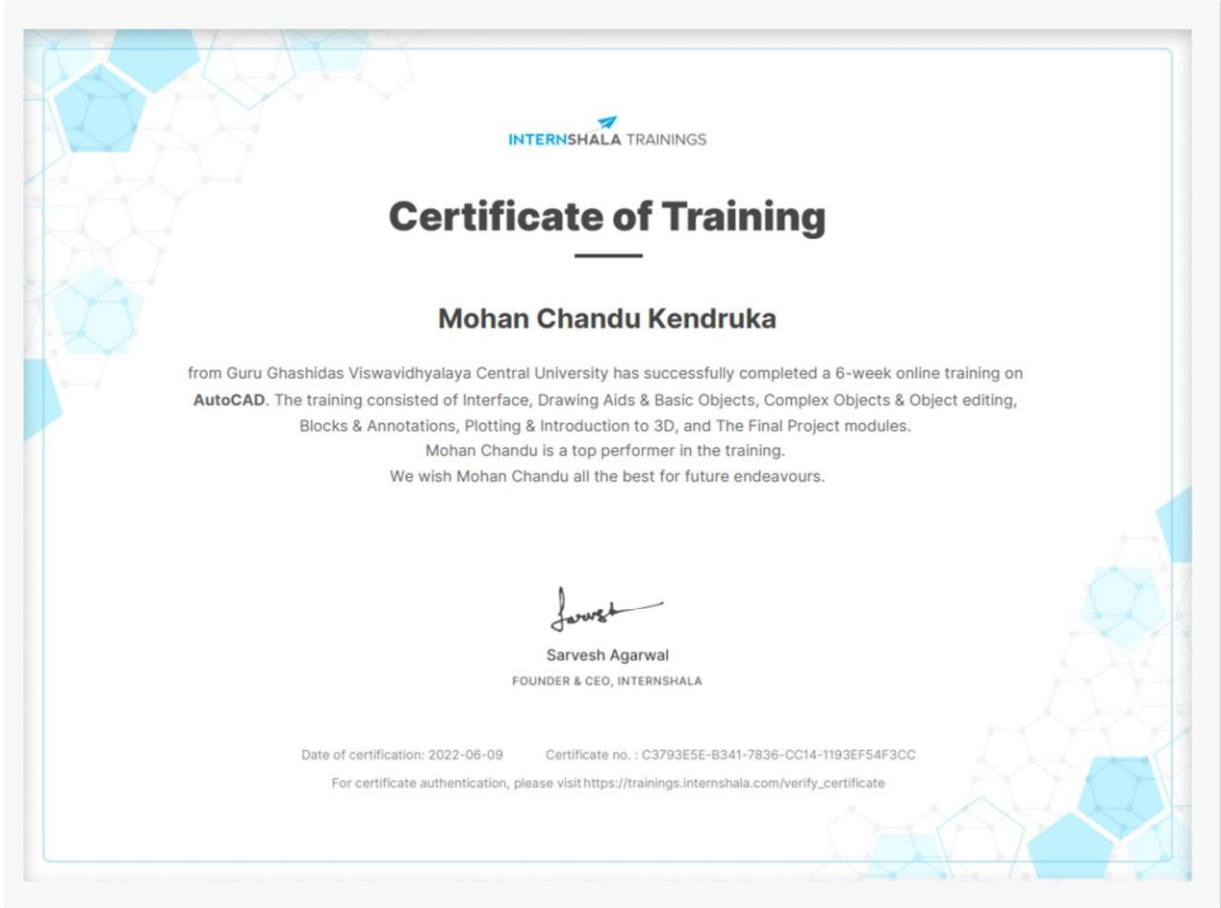 INTERNSHALA TRAININGS
Certificate of Training
Mohan Chandu Kendruka
from Guru Ghashidas Viswavidhyalaya Central University has successfully completed a 6-week online training on
AutoCAD. The training consisted of Interface, Drawing Aids & Basic Objects, Complex Objects & Object editing,
Blocks & Annotations, Plotting & Introduction to 3D, and The Final Project modules.
Mohan Chandu is a top performer in the training.
We wish Mohan Chandu all the best for future endeavours.
Sarvesh
Sarvesh Agarwal
FOUNDER & CEO, INTERNSHALA
Date of certification: 2022-06-09 Certificate no. : C3793E5E-B341-7836-CC14-1193EF54F3CC
For certificate authentication, please visit https://trainings.internshala.com/verify_certificate